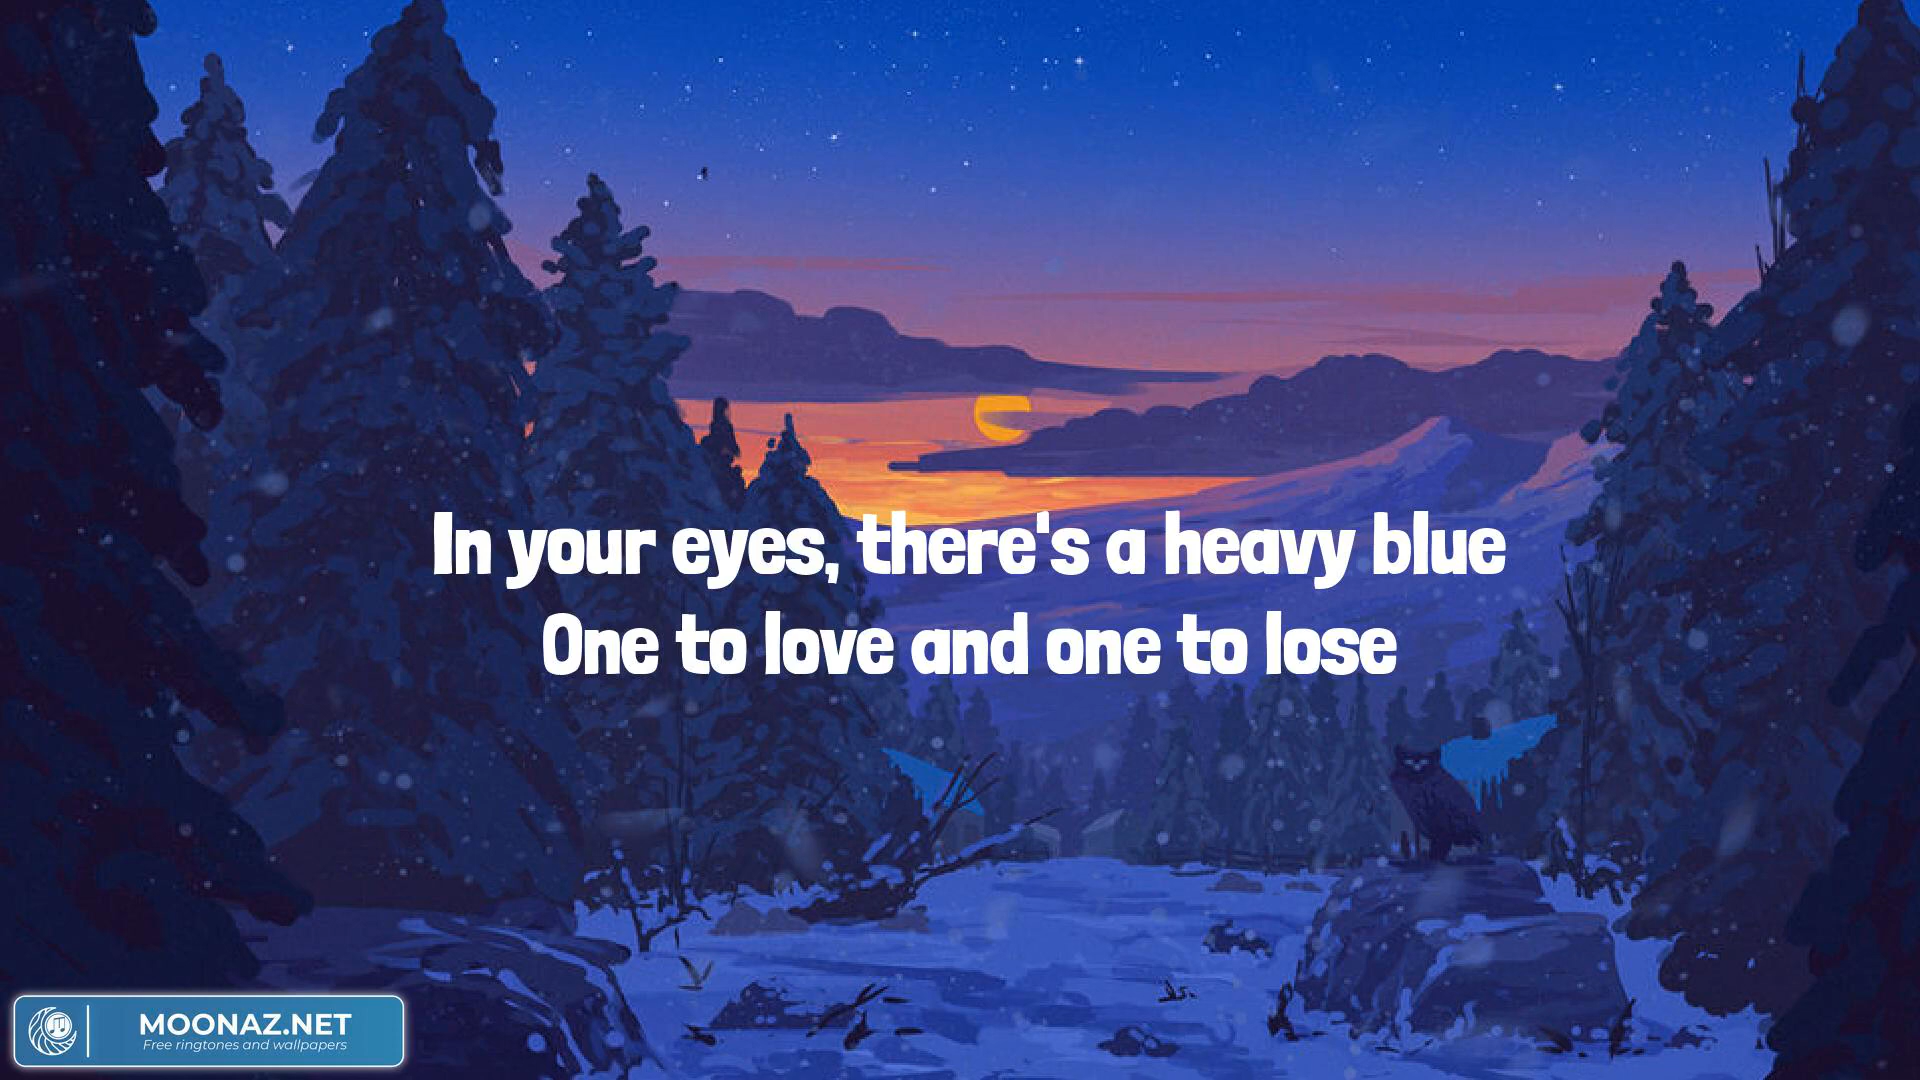 In your eyes, there's a heavy blue
One to love and one to lose
MOONAZ.NET
Free ringtones and wallpapers